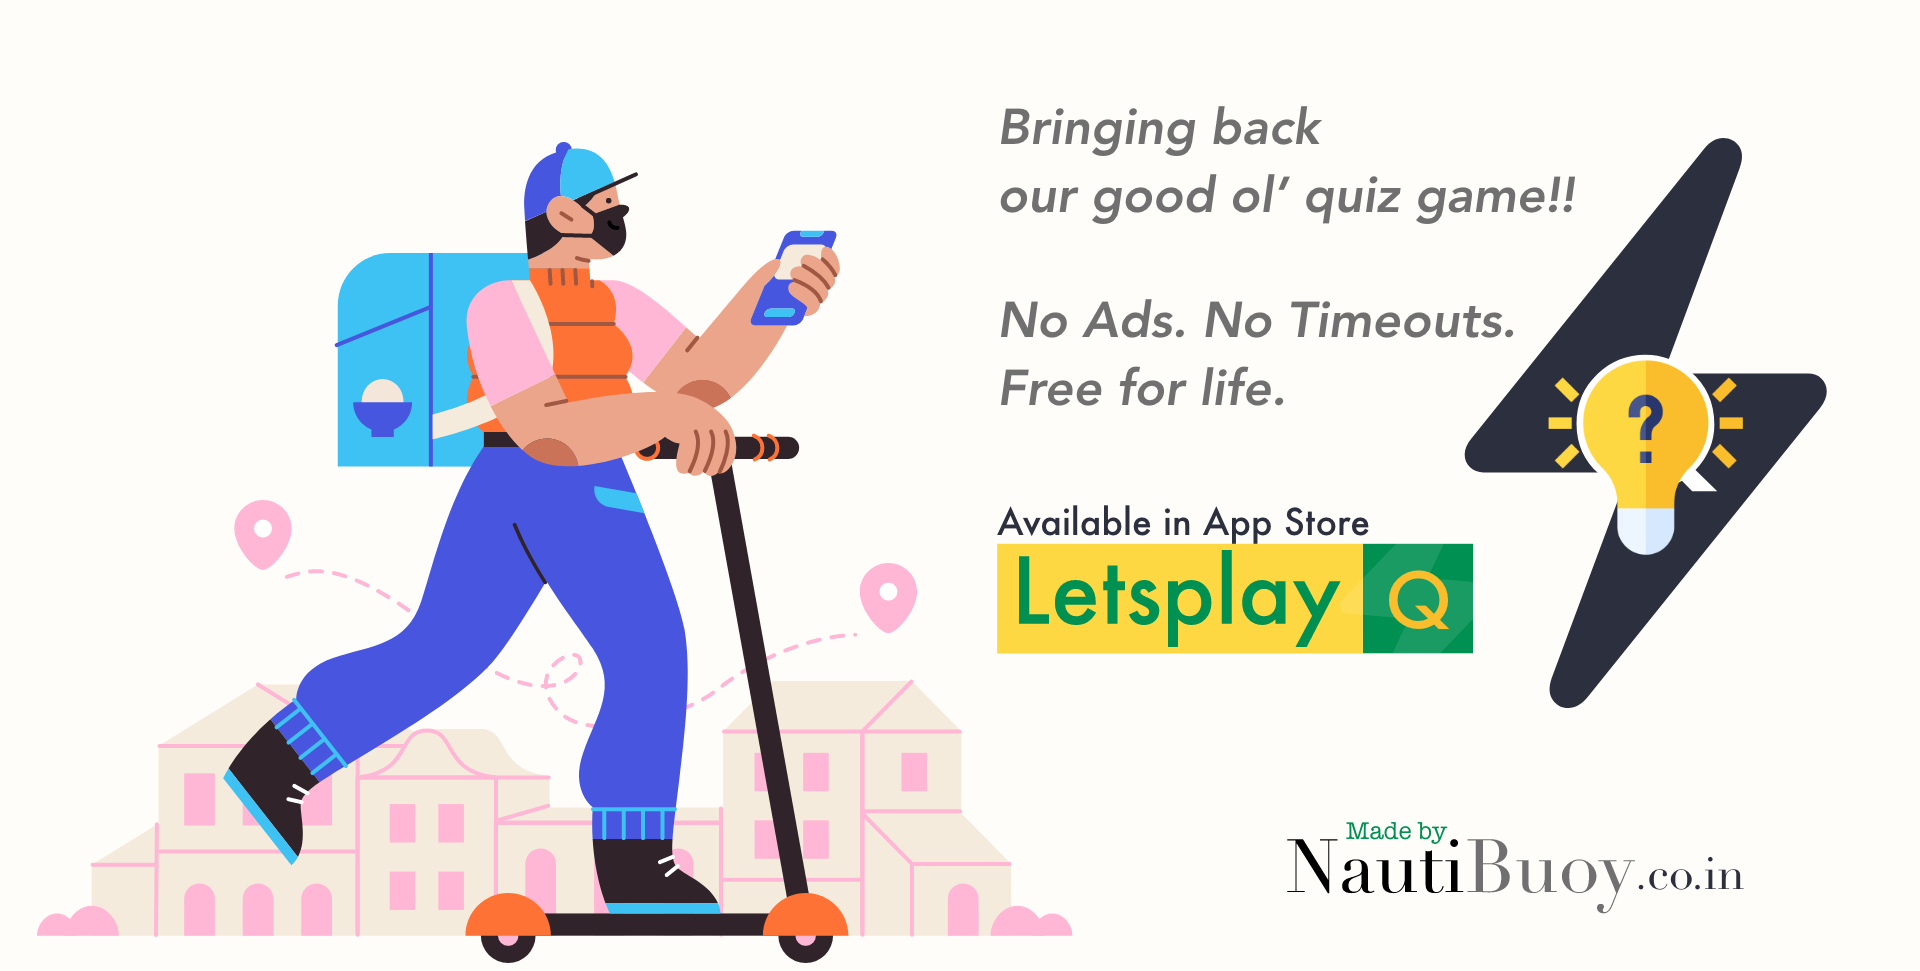 Bringing back
our good ol’ quiz game!!
No Ads. No Timeouts.
Free for life.
?
Available in App Store
Letsplay Q
Made by
NautiBuoy.co.in